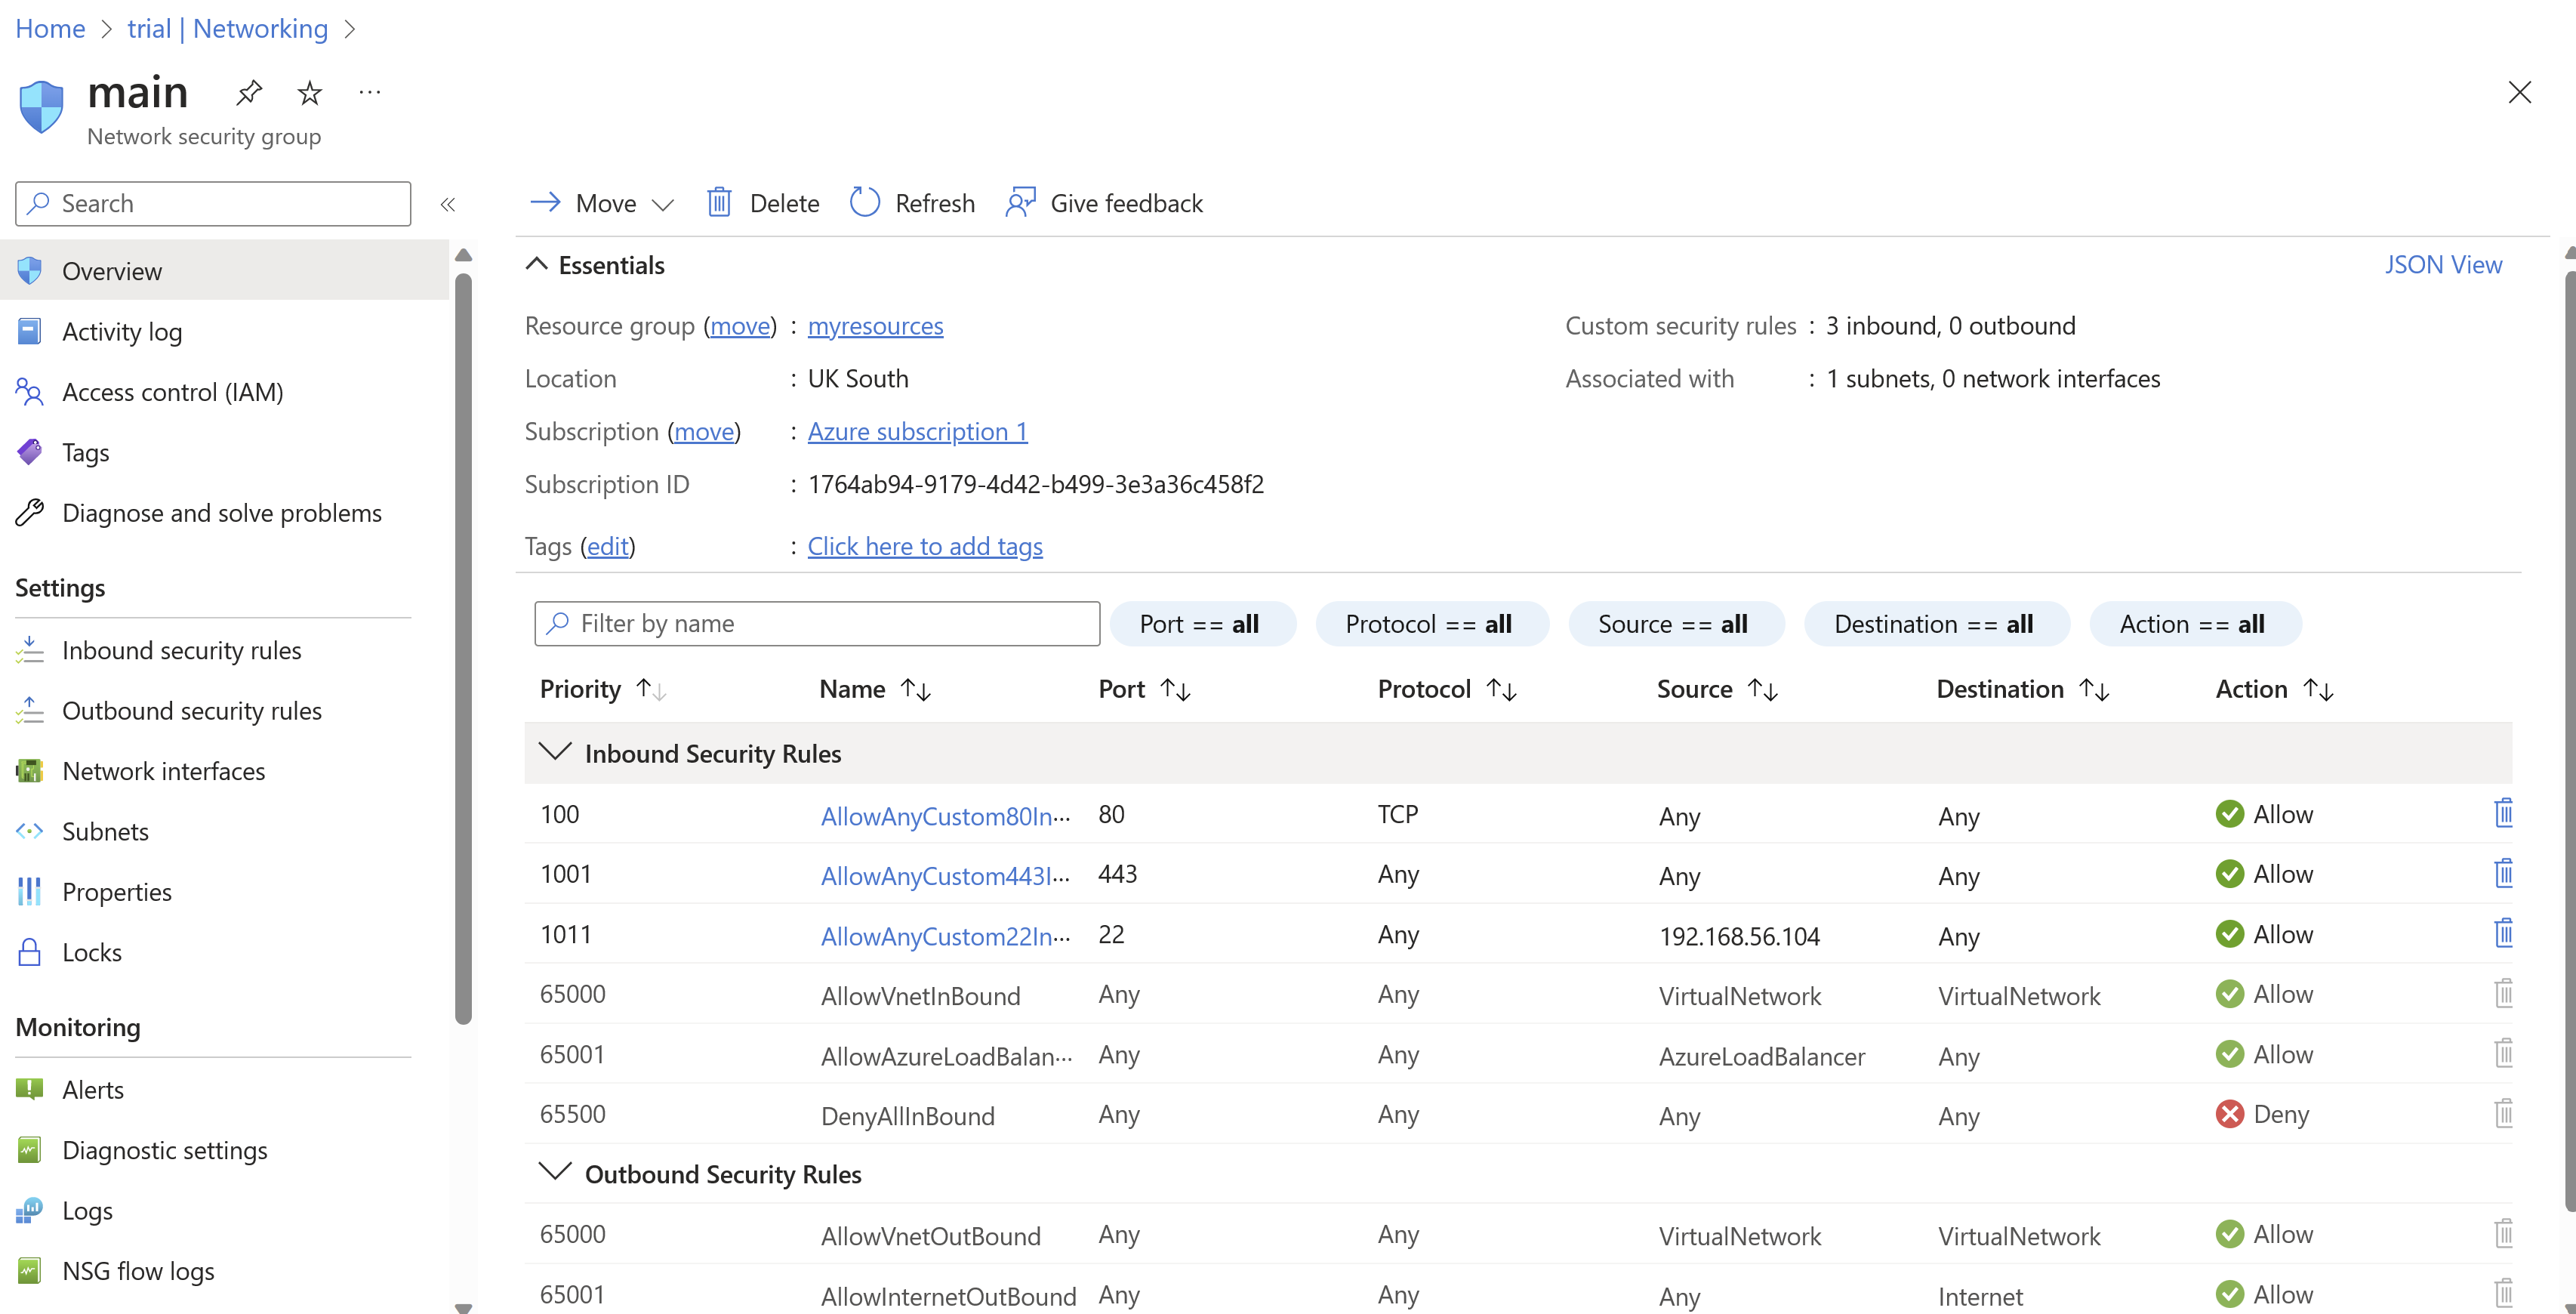 Home > trial | Networking >
main
Network security group
Search
Overview
Activity log
Access control (IAM)
Tags
Diagnose and solve problems
Settings
Inbound security rules
Outbound security rules
Network interfaces
Subnets
Properties
Locks
Monitoring
Alerts
Diagnostic settings
Logs
NSG flow logs
Move Delete Refresh Give feedback
Essentials JSON View
Resource group (move) : myresources
Location : UK South
Subscription (move) : Azure subscription 1
Subscription ID : 1764ab94-9179-4d42-b499-3e3a36c458f2
Tags (edit) : Click here to add tags
Custom security rules : 3 inbound, 0 outbound
Associated with : 1 subnets, 0 network interfaces
Filter by name Port == all Protocol == all Source == all Destination == all Action == all
Priority Name Port Protocol Source Destination Action
Inbound Security Rules
100 AllowAnyCustom80In... 80 TCP Any Any Allow
1001 AllowAnyCustom443I... 443 Any Any Any Allow
1011 AllowAnyCustom22In... 22 Any 192.168.56.104 Any Allow
65000 AllowVnetInBound Any Any VirtualNetwork VirtualNetwork Allow
65001 AllowAzureLoadBalan... Any Any AzureLoadBalancer Any Allow
65500 DenyAllInBound Any Any Any Any Deny
Outbound Security Rules
65000 AllowVnetOutBound Any Any VirtualNetwork VirtualNetwork Allow
65001 AllowInternetOutBound Any Any Any Internet Allow